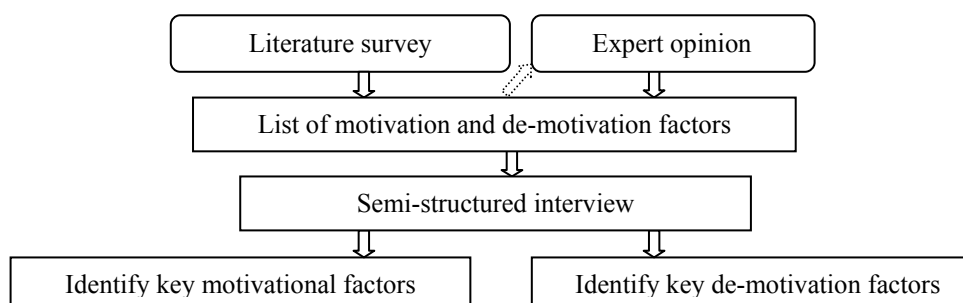 Literature survey
Expert opinion
List of motivation and de-motivation factors
Semi-structured interview
Identify key motivational factors
Identify key de-motivation factors